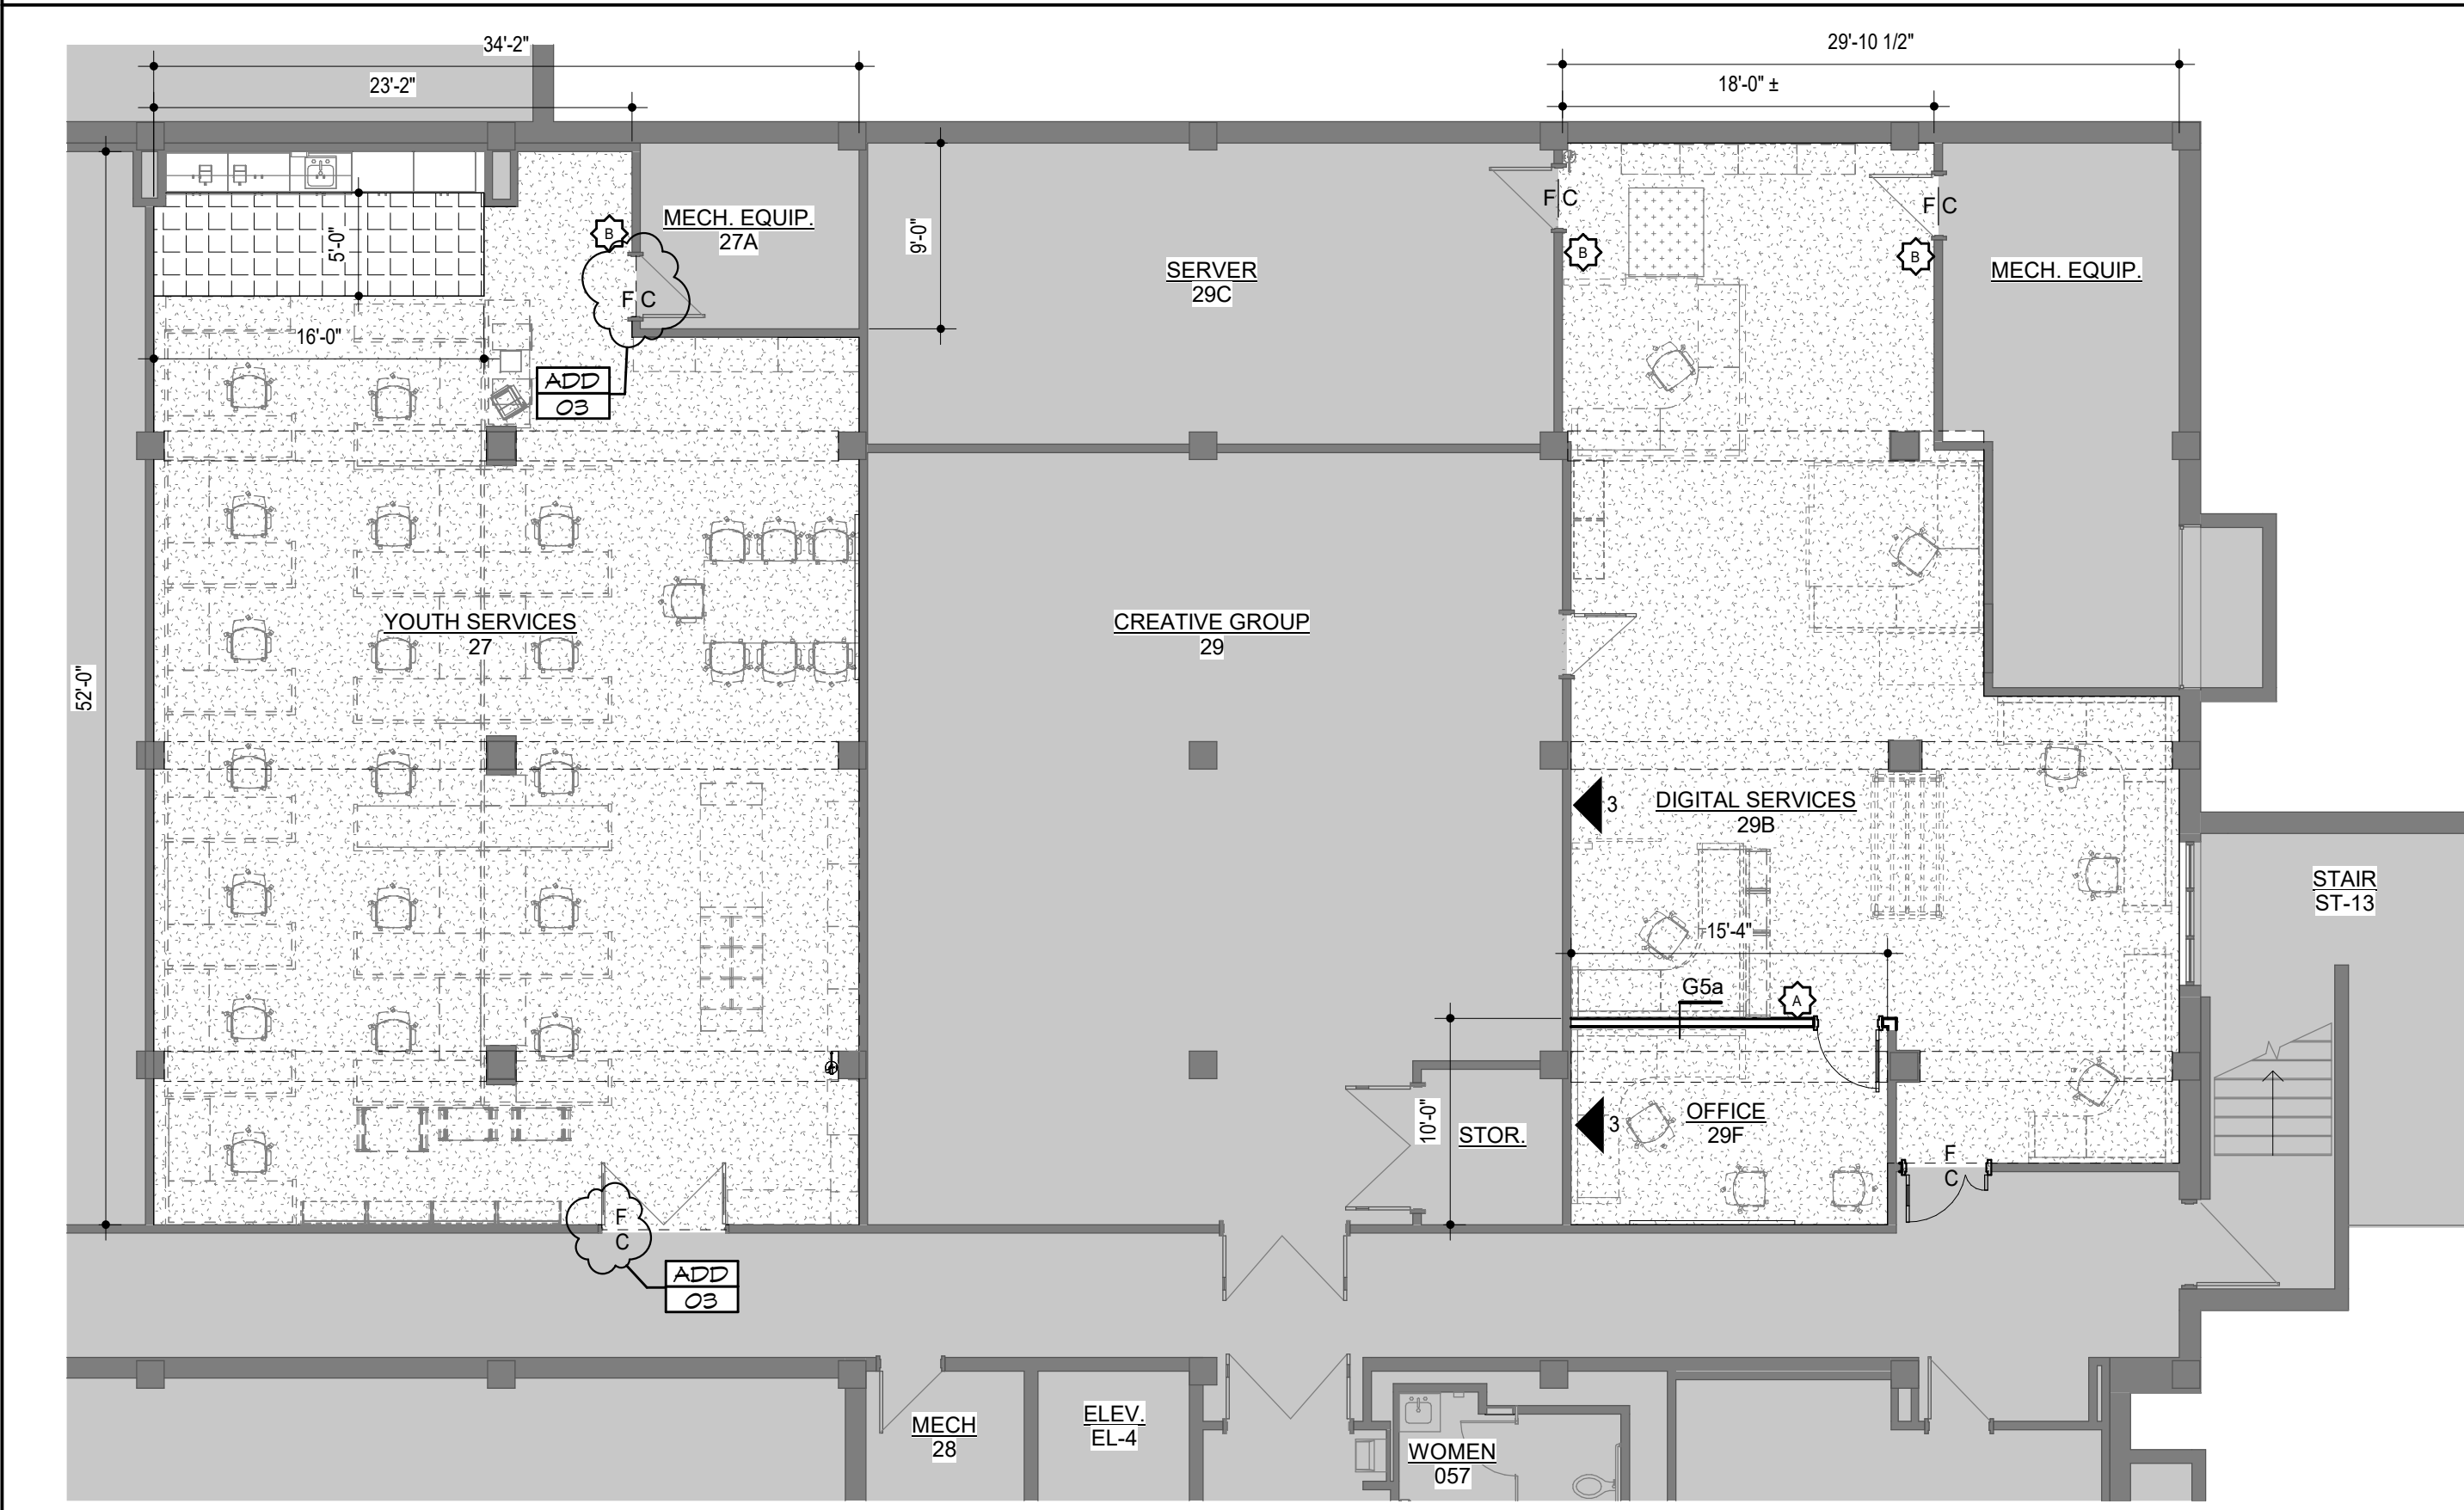 34'-2"
29'-10 1/2"
23'-2"
18'-0" ±
F C
F C
MECH. EQUIP.
27A
B
5'-0"
9'-0"
B
B
SERVER
29C
MECH. EQUIP.
F C
16'-0"
ADD
03
YOUTH SERVICES
27
CREATIVE GROUP
29
52'-0"
3
DIGITAL SERVICES
29B
STAIR
ST-13
15'-4"
G5a
A
10'-0"
STOR.
3
OFFICE
29F
F
C
F
C
ADD
03
MECH
28
ELEV.
EL-4
WOMEN
057